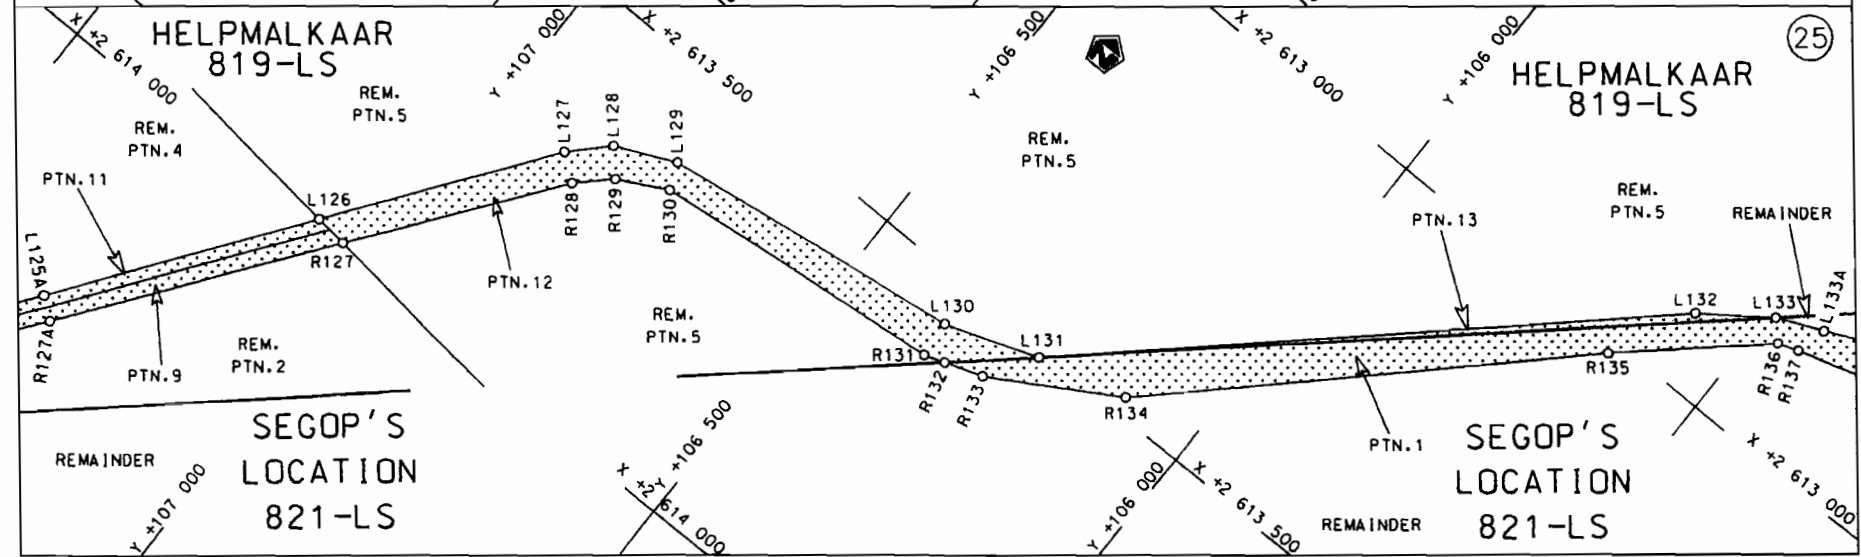 X +2 614 000
HELPMALKAAR
819-LS
Y +107 000
X +2 613 500
Y +106 500
X +2 613 000
Y +106 000
25
HELPMALKAAR
819-LS
REM.
PTN.5
REM.
PTN.4
PTN.11
L125A
L126
L127
L128
L129
REM.
PTN.5
REM.
PTN.5
PTN.13
REMAINDER
R127A
R127
R128
R129
R130
PTN.12
PTN.9
REM.
PTN.2
REM.
PTN.5
L130
L131
L132
L133
L133A
R131
R132
R133
R134
R135
R136
R137
PTN.1
SEGOP'S
LOCATION
821-LS
REMAINDER
Y +107 000
X +2 614 000
Y +106 500
Y +106 000
X +2 613 500
REMAINDER
SEGOP'S
LOCATION
821-LS
X +2 613 000